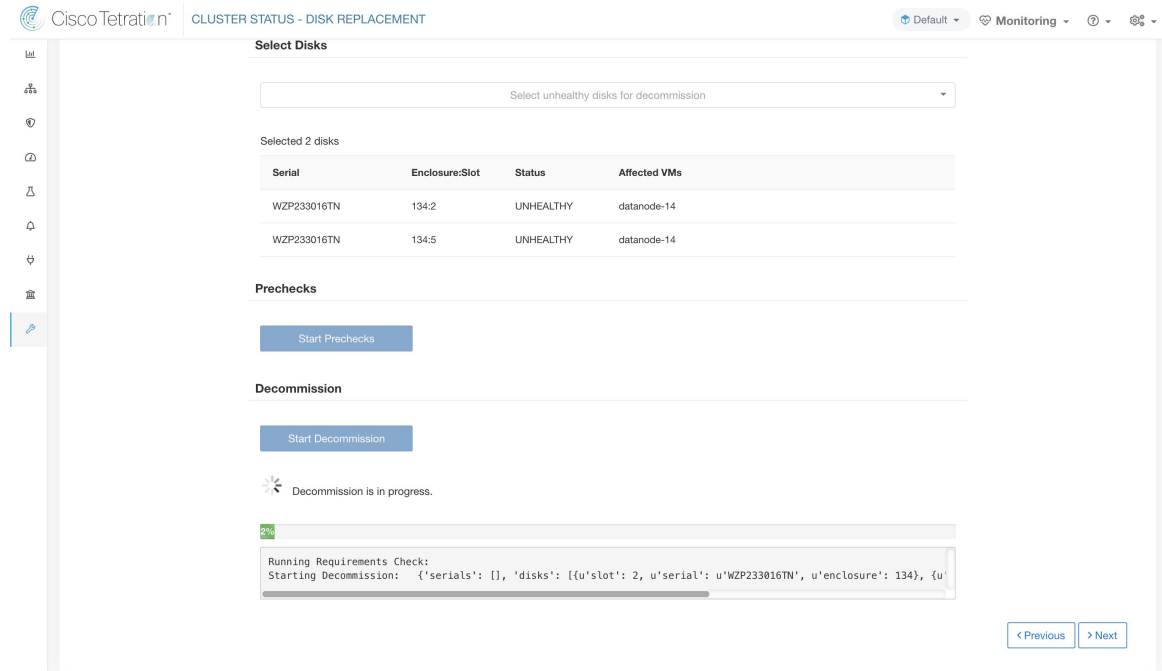 Cisco Tetration™
CLUSTER STATUS - DISK REPLACEMENT
Default
Monitoring
Select Disks
Select unhealthy disks for decommission
Selected 2 disks
Serial Enclosure:Slot Status Affected VMs
WZP233016TN 134:2 UNHEALTHY datanode-14
WZP233016TN 134:5 UNHEALTHY datanode-14
Prechecks
Start Prechecks
Decommission
Start Decommission
Decommission is in progress.
2%
Running Requirements Check:
Starting Decommission: {'serials': [], 'disks': [{u'slot': 2, u'serial': u'WZP233016TN', u'enclosure': 134}, {u'
< Previous > Next